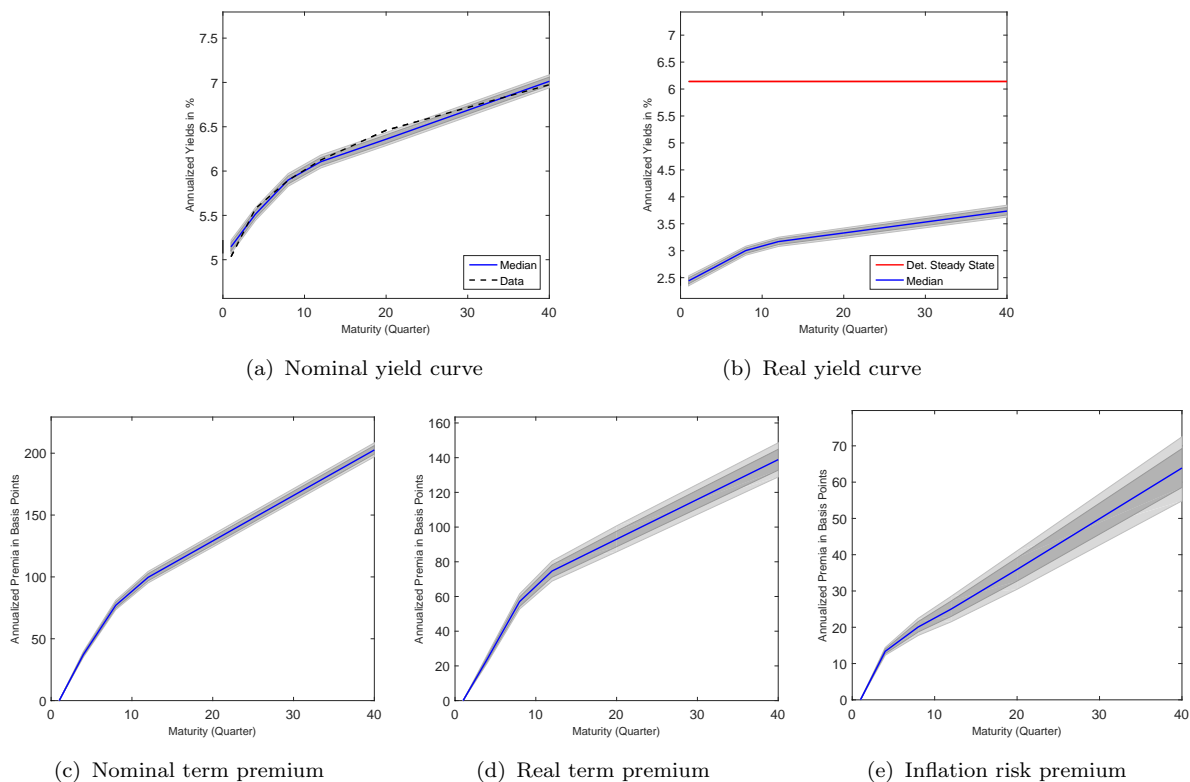 7.5
7
6.5
6
5.5
5
Annualized Yields in %
Median
Data
0 10 20 30 40
Maturity (Quarter)
(a) Nominal yield curve
7
6.5
6
5.5
5
4.5
4
3.5
3
2.5
Annualized Yields in %
Det. Steady State
Median
0 10 20 30 40
Maturity (Quarter)
(b) Real yield curve
200
150
100
50
0
Annualized Premia in Basis Points
0 10 20 30 40
Maturity (Quarter)
(c) Nominal term premium
160
140
120
100
80
60
40
20
0
Annualized Premia in Basis Points
0 10 20 30 40
Maturity (Quarter)
(d) Real term premium
70
60
50
40
30
20
10
0
Annualized Premia in Basis Points
0 10 20 30 40
Maturity (Quarter)
(e) Inflation risk premium